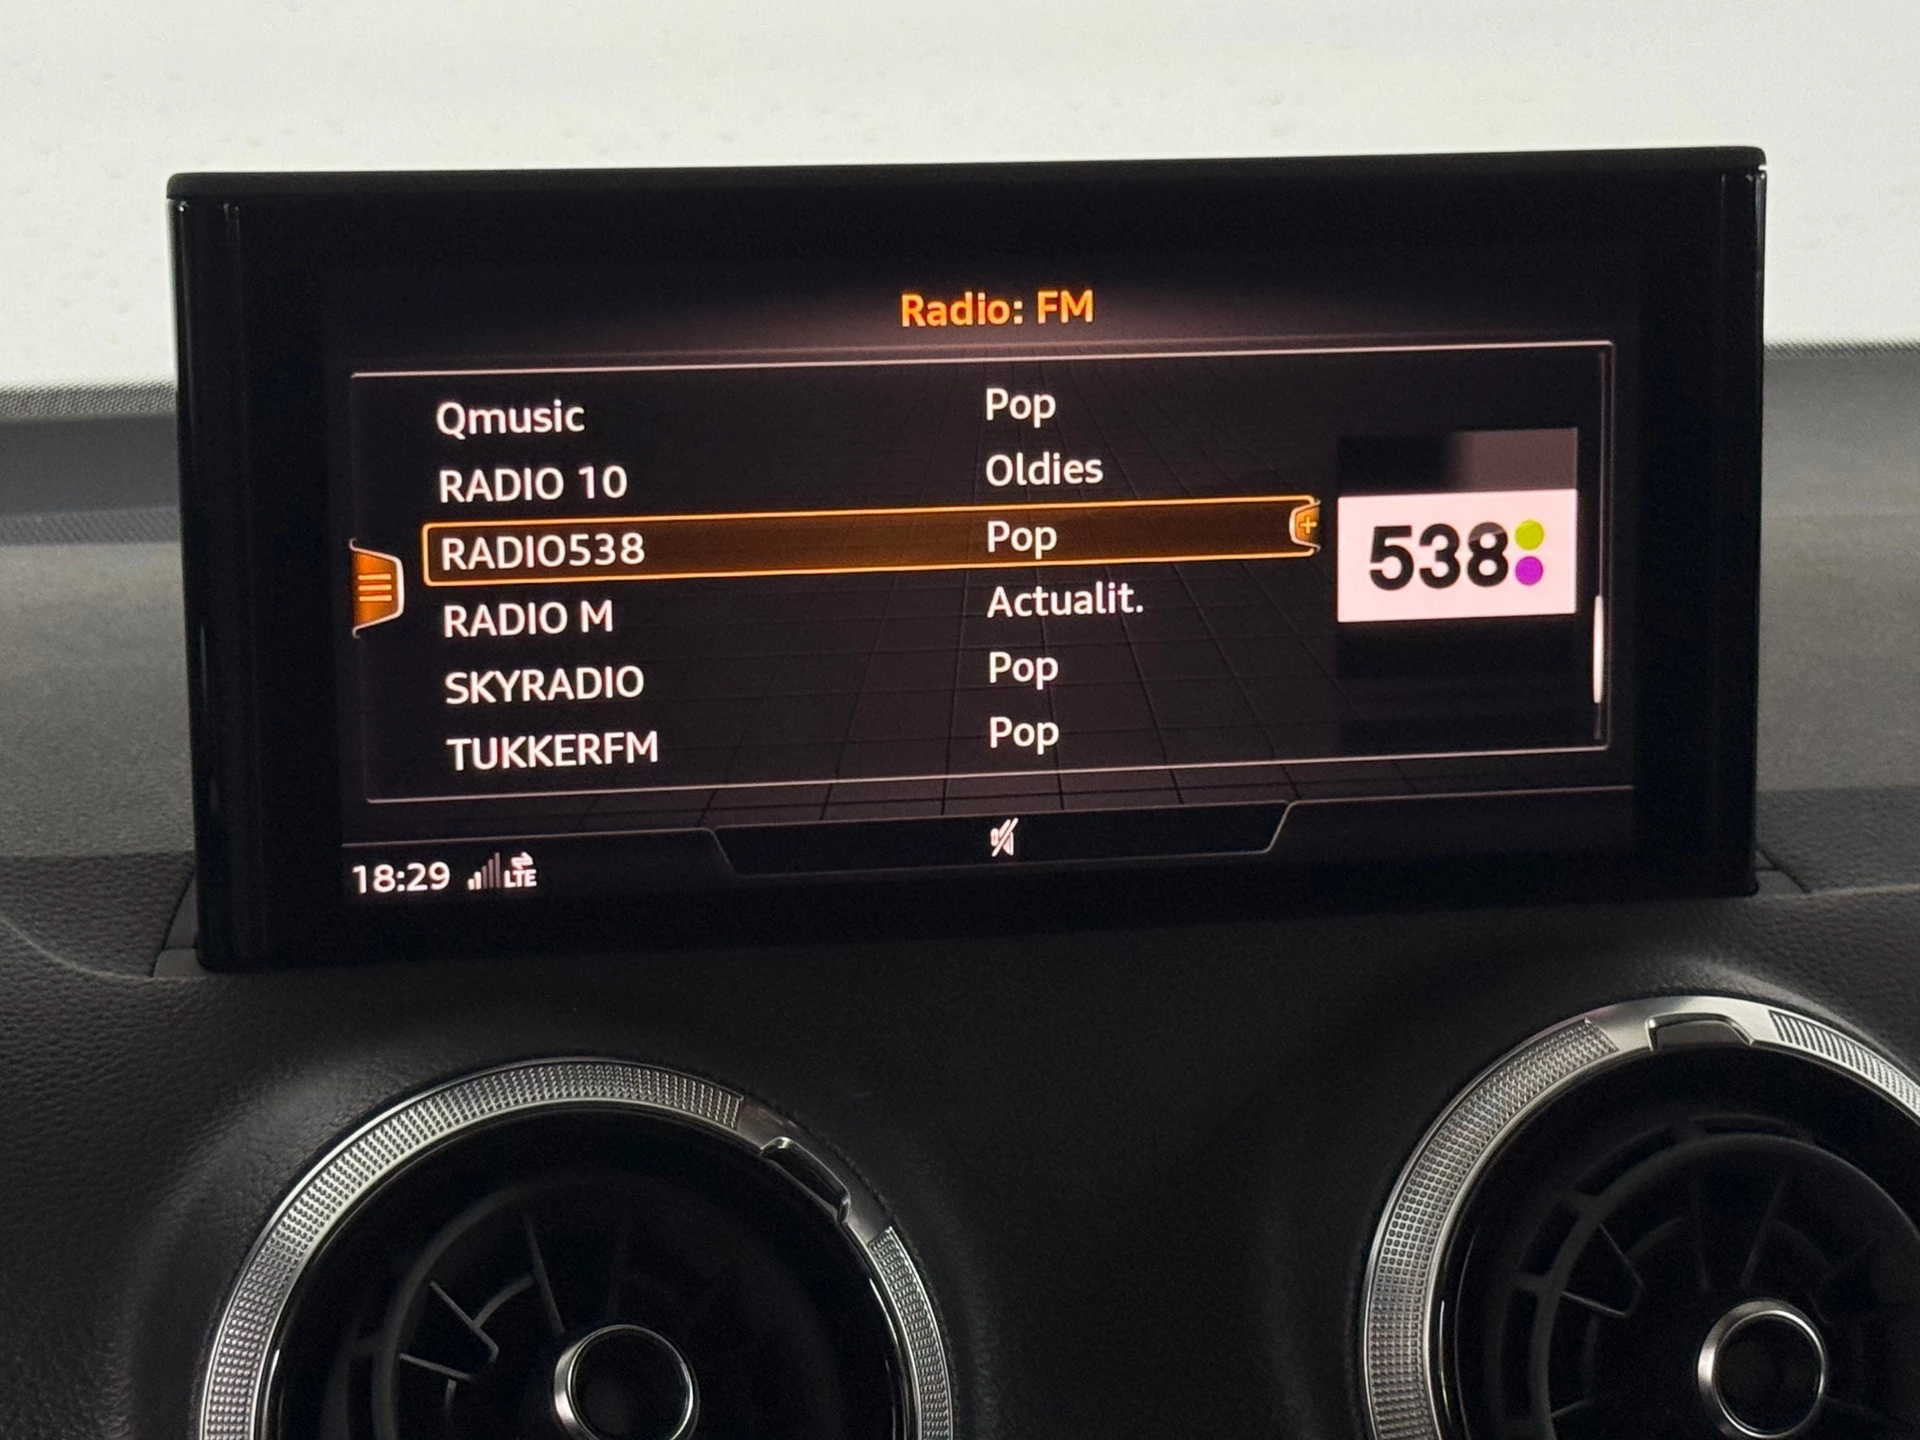 Radio: FM
Qmusic Pop
RADIO 10 Oldies
RADIO538 Pop
538
RADIO M Actualit.
SKYRADIO Pop
TUKKERFM Pop
18:29 LTE